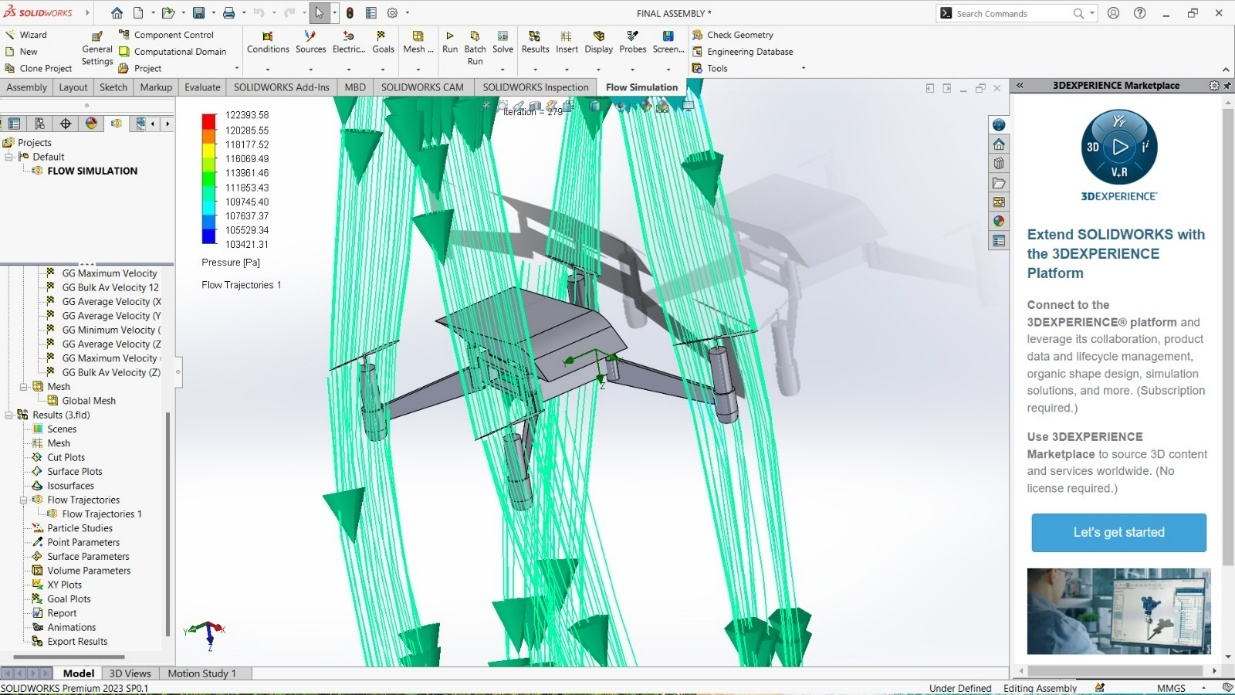 SOLIDWORKS
FINAL ASSEMBLY *
Search Commands
Wizard
New
Clone Project
General Settings
Component Control
Computational Domain
Project
Conditions
Sources
Electric...
Goals
Mesh ...
Run
Batch Run
Solve
Results
Insert
Display
Probes
Screen...
Check Geometry
Engineering Database
Tools
Assembly
Layout
Sketch
Markup
Evaluate
SOLIDWORKS Add-Ins
MBD
SOLIDWORKS CAM
SOLIDWORKS Inspection
Flow Simulation
Projects
Default
FLOW SIMULATION
GG Maximum Velocity
GG Bulk Av Velocity 12
GG Average Velocity (X
GG Average Velocity (Y
GG Minimum Velocity (
GG Average Velocity (Z
GG Maximum Velocity
GG Bulk Av Velocity (Z)
Mesh
Global Mesh
Results (3.fld)
Scenes
Mesh
Cut Plots
Surface Plots
Isosurfaces
Flow Trajectories
Flow Trajectories 1
Particle Studies
Point Parameters
Surface Parameters
Volume Parameters
XY Plots
Goal Plots
Report
Animations
Export Results
Iteration = 279
122393.58
120285.55
118177.52
116069.49
113961.46
111853.43
109745.40
107637.37
105529.34
103421.31
Pressure [Pa]
Flow Trajectories 1
Z
Y
X
Z
3DEXPERIENCE Marketplace
3D
V.R
3DEXPERIENCE
Extend SOLIDWORKS with
the 3DEXPERIENCE
Platform
Connect to the
3DEXPERIENCE® platform and
leverage its collaboration, product
data and lifecycle management,
organic shape design, simulation
solutions, and more. (Subscription
required.)
Use 3DEXPERIENCE
Marketplace to source 3D content
and services worldwide. (No
license required.)
Let's get started
Model
3D Views
Motion Study 1
SOLIDWORKS Premium 2023 SP0.1
Under Defined
Editing Assembly
MMGS